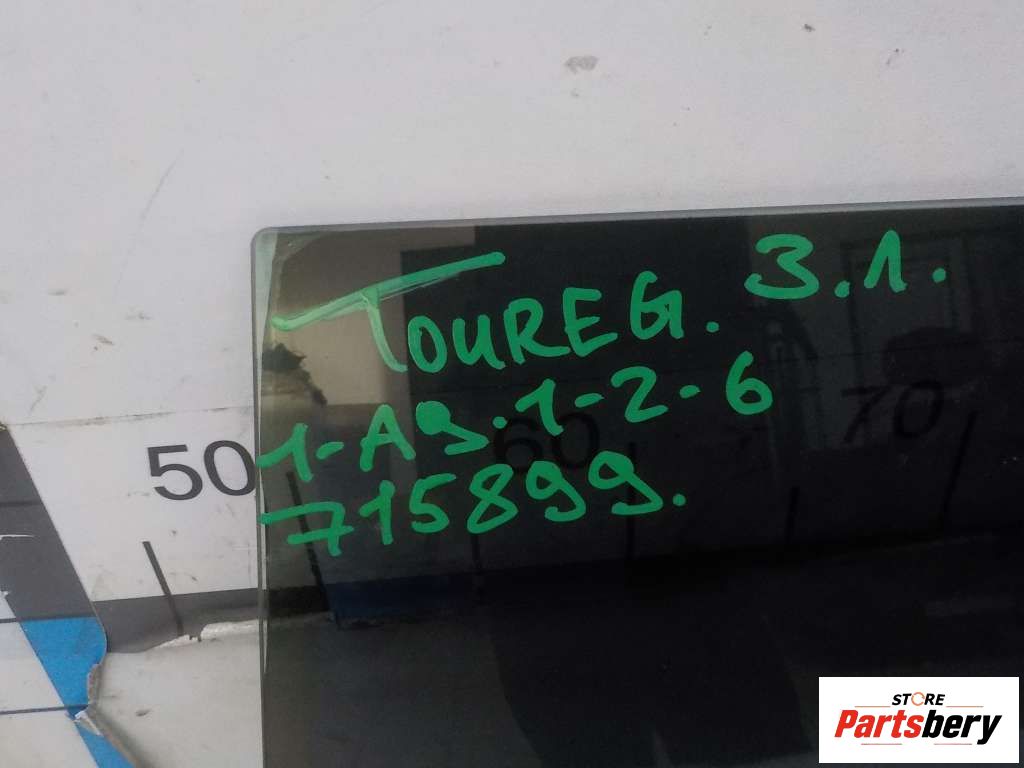 TOUREG. 3.1.
1-A9.1-2-6
715899.
50
60
70
STORE
Partsbery